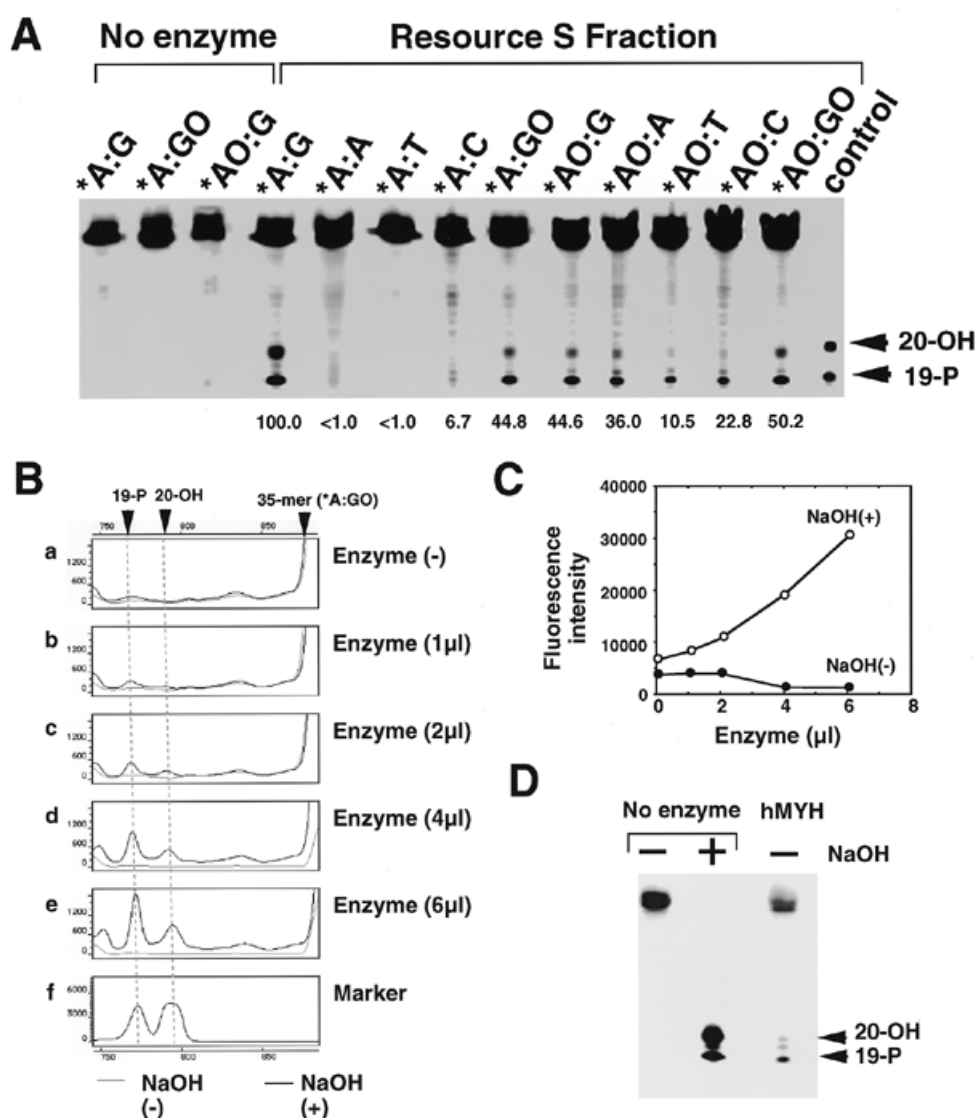 A
No enzyme
Resource S Fraction
*A:G *A:GO *AO:G *A:G *A:A *A:T *A:C *A:GO *AO:G *AO:A *AO:T *AO:C *AO:GO control
20-OH
19-P
100.0 <1.0 <1.0 6.7 44.8 44.6 36.0 10.5 22.8 50.2
B
19-P 20-OH 35-mer (*A:GO)
750 800 850
a
1200
600
0
Enzyme (-)
b
1200
600
0
Enzyme (1µl)
c
1200
600
0
Enzyme (2µl)
d
1200
600
0
Enzyme (4µl)
e
1200
600
0
Enzyme (6µl)
f
6000
3000
0
Marker
750 800 850
NaOH (-)
NaOH (+)
C
40000
30000
20000
10000
0
Fluorescence intensity
NaOH(+)
NaOH(-)
0 2 4 6 8
Enzyme (µl)
D
No enzyme hMYH
− + − NaOH
20-OH
19-P